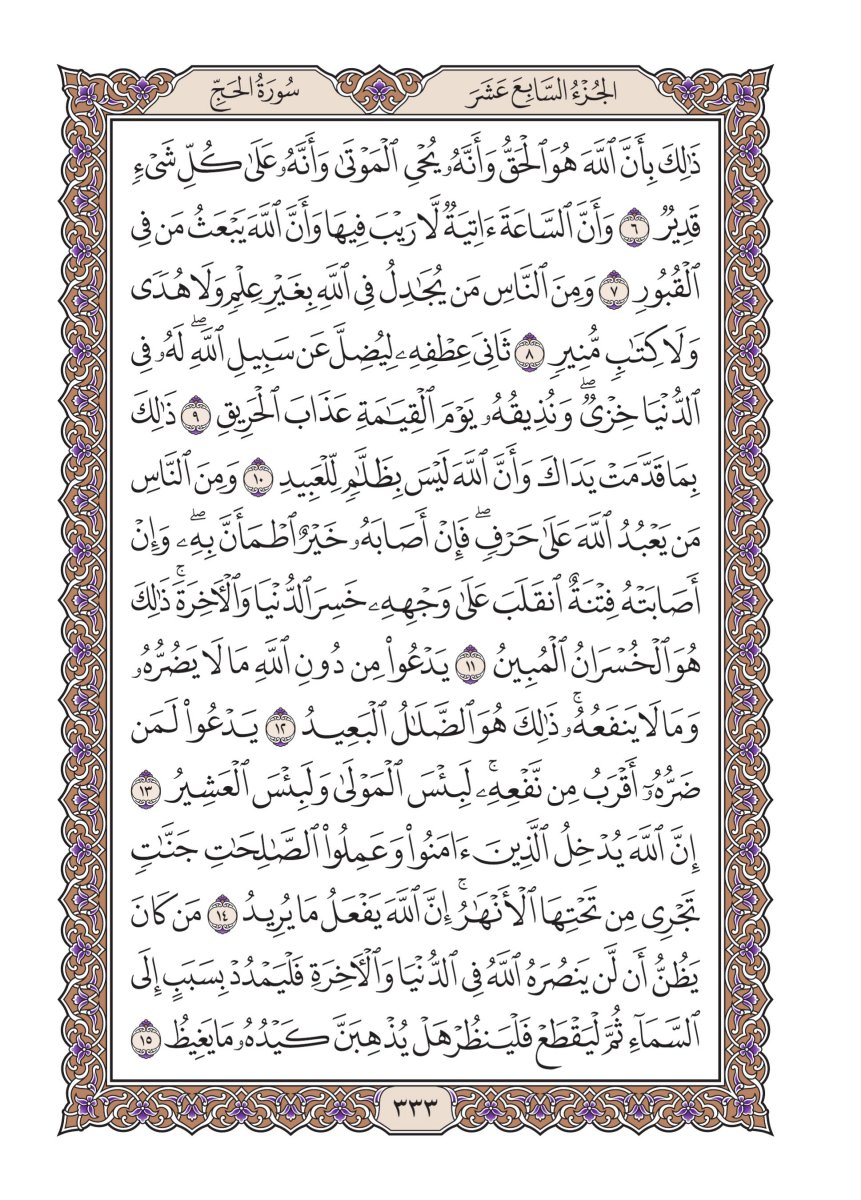 الجُزْءُ السَّابِعَ عَشَرَ
سُورَةُ الحَجِّ
ذَٰلِكَ بِأَنَّ ٱللَّهَ هُوَ ٱلْحَقُّ وَأَنَّهُۥ يُحْيِ ٱلْمَوْتَىٰ وَأَنَّهُۥ عَلَىٰ كُلِّ شَىْءٍ
قَدِيرٌ ٦ وَأَنَّ ٱلسَّاعَةَ ءَاتِيَةٌ لَّا رَيْبَ فِيهَا وَأَنَّ ٱللَّهَ يَبْعَثُ مَن فِى
ٱلْقُبُورِ ٧ وَمِنَ ٱلنَّاسِ مَن يُجَـٰدِلُ فِى ٱللَّهِ بِغَيْرِ عِلْمٍ وَلَا هُدًى
وَلَا كِتَـٰبٍ مُّنِيرٍ ٨ ثَانِىَ عِطْفِهِۦ لِيُضِلَّ عَن سَبِيلِ ٱللَّهِ ۖ لَهُۥ فِى
ٱلدُّنْيَا خِزْىٌ ۖ وَنُذِيقُهُۥ يَوْمَ ٱلْقِيَـٰمَةِ عَذَابَ ٱلْحَرِيقِ ٩ ذَٰلِكَ
بِمَا قَدَّمَتْ يَدَاكَ وَأَنَّ ٱللَّهَ لَيْسَ بِظَلَّـٰمٍ لِّلْعَبِيدِ ١٠ وَمِنَ ٱلنَّاسِ
مَن يَعْبُدُ ٱللَّهَ عَلَىٰ حَرْفٍ ۖ فَإِنْ أَصَابَهُۥ خَيْرٌ ٱطْمَأَنَّ بِهِۦ ۖ وَإِنْ
أَصَابَتْهُ فِتْنَةٌ ٱنقَلَبَ عَلَىٰ وَجْهِهِۦ خَسِرَ ٱلدُّنْيَا وَٱلْـَٔاخِرَةَ ۚ ذَٰلِكَ
هُوَ ٱلْخُسْرَانُ ٱلْمُبِينُ ١١ يَدْعُوا۟ مِن دُونِ ٱللَّهِ مَا لَا يَضُرُّهُۥ
وَمَا لَا يَنفَعُهُۥ ۚ ذَٰلِكَ هُوَ ٱلضَّلَـٰلُ ٱلْبَعِيدُ ١٢ يَدْعُوا۟ لَمَن
ضَرُّهُۥٓ أَقْرَبُ مِن نَّفْعِهِۦ ۚ لَبِئْسَ ٱلْمَوْلَىٰ وَلَبِئْسَ ٱلْعَشِيرُ ١٣
إِنَّ ٱللَّهَ يُدْخِلُ ٱلَّذِينَ ءَامَنُوا۟ وَعَمِلُوا۟ ٱلصَّـٰلِحَـٰتِ جَنَّـٰتٍ
تَجْرِى مِن تَحْتِهَا ٱلْأَنْهَـٰرُ ۚ إِنَّ ٱللَّهَ يَفْعَلُ مَا يُرِيدُ ١٤ مَن كَانَ
يَظُنُّ أَن لَّن يَنصُرَهُ ٱللَّهُ فِى ٱلدُّنْيَا وَٱلْـَٔاخِرَةِ فَلْيَمْدُدْ بِسَبَبٍ إِلَى
ٱلسَّمَآءِ ثُمَّ لْيَقْطَعْ فَلْيَنظُرْ هَلْ يُذْهِبَنَّ كَيْدُهُۥ مَا يَغِيظُ ١٥
٣٣٣